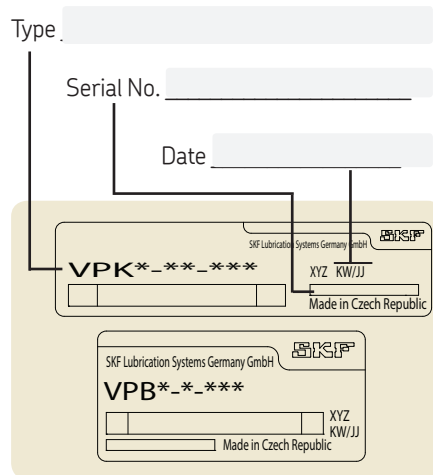 Type
Serial No.
Date
SKF Lubrication Systems Germany GmbH SKF
VPK*-**-*** XYZ KW/JJ
Made in Czech Republic
SKF Lubrication Systems Germany GmbH SKF
VPB*-*-***
XYZ
KW/JJ
Made in Czech Republic